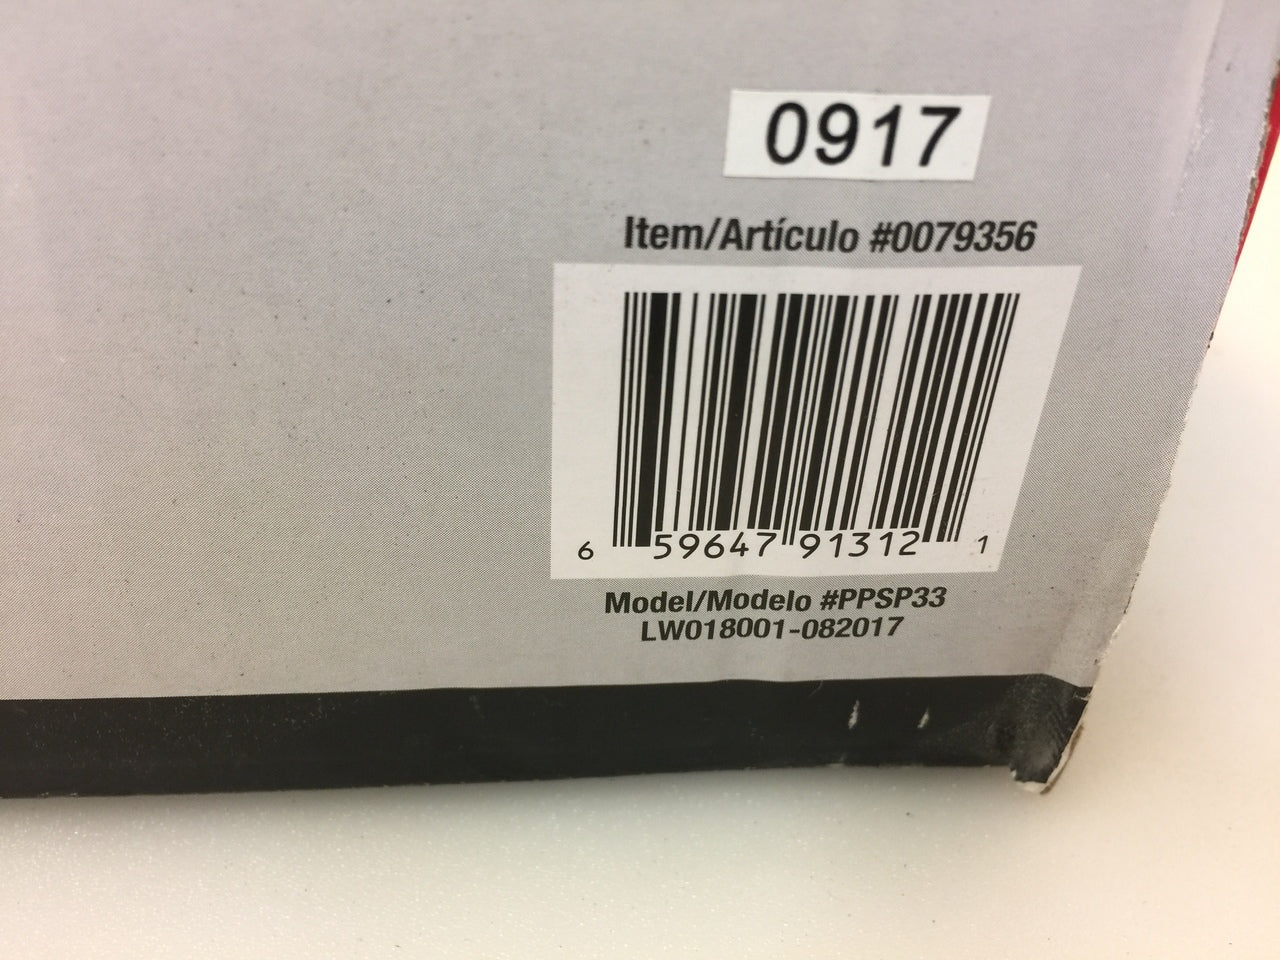 0917
Item/Artículo #0079356
6 59647 91312 1
Model/Modelo #PPSP33
LW018001-082017